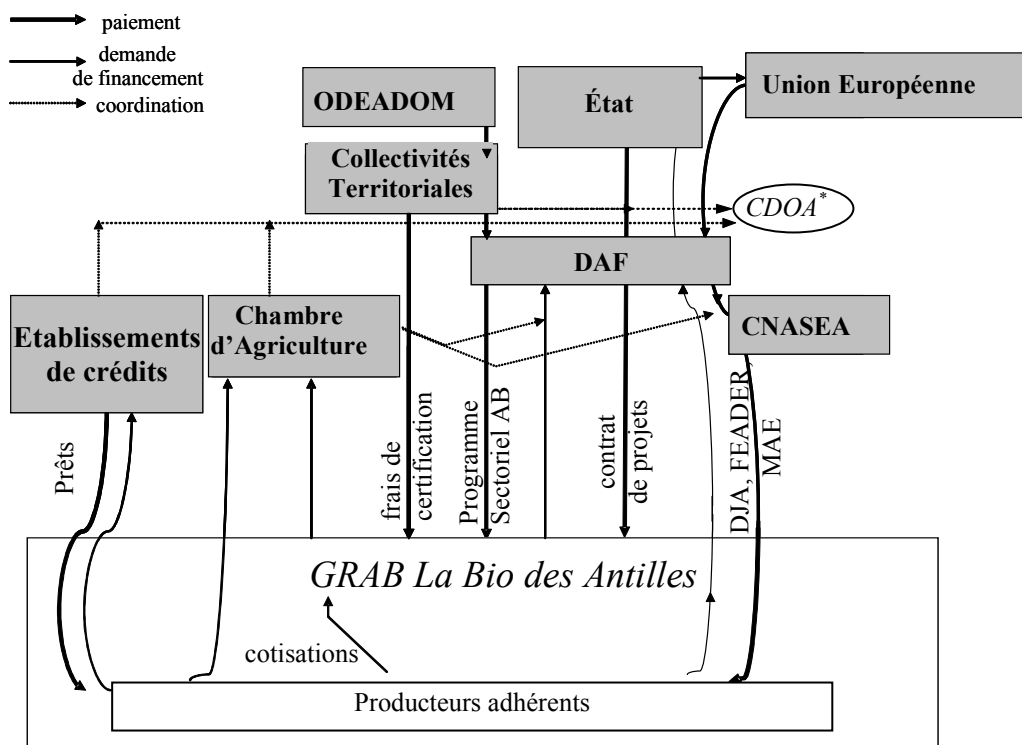 paiement
demande
de financement
coordination
ODEADOM
État
Union Européenne
Collectivités
Territoriales
CDOA*
DAF
Etablissements
de crédits
Chambre
d'Agriculture
CNASEA
Prêts
frais de
certification
Programme
Sectoriel AB
contrat
de projets
DJA, FEADER,
MAE
GRAB La Bio des Antilles
cotisations
Producteurs adhérents